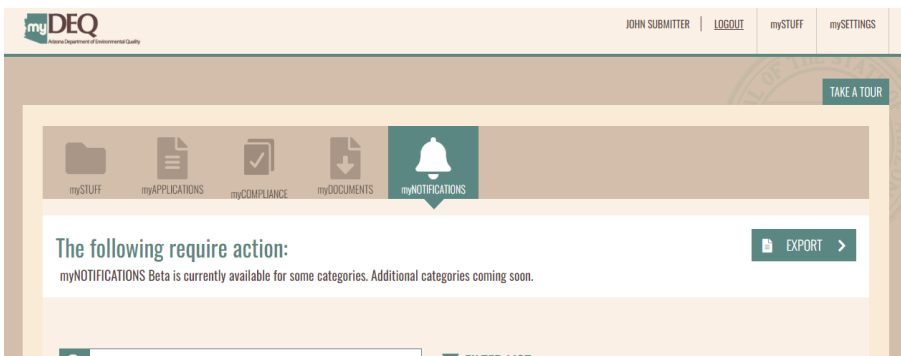 myDEQ
Arizona Department of Environmental Quality
JOHN SUBMITTER | LOGOUT mySTUFF mySETTINGS
TAKE A TOUR
mySTUFF myAPPLICATIONS myCOMPLIANCE myDOCUMENTS myNOTIFICATIONS
The following require action:
EXPORT
myNOTIFICATIONS Beta is currently available for some categories. Additional categories coming soon.